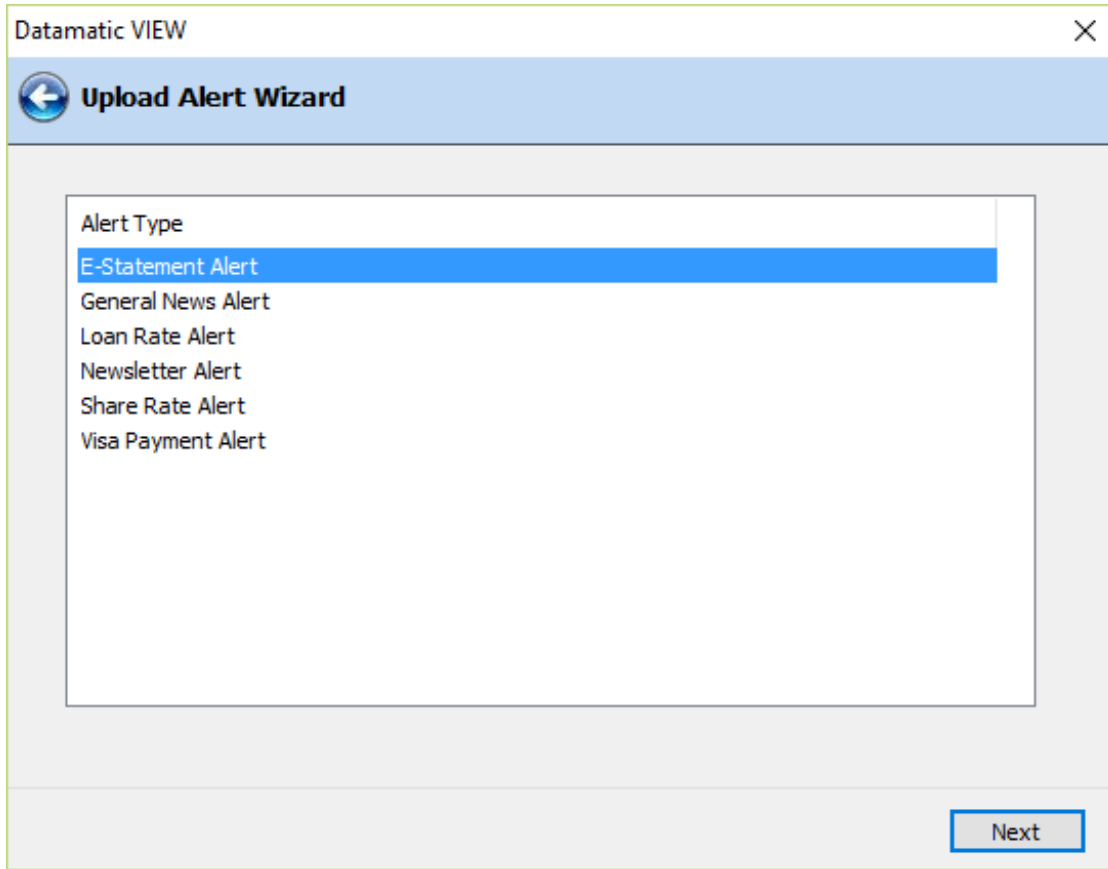 Datamatic VIEW
Upload Alert Wizard
Alert Type
E-Statement Alert
General News Alert
Loan Rate Alert
Newsletter Alert
Share Rate Alert
Visa Payment Alert
Next